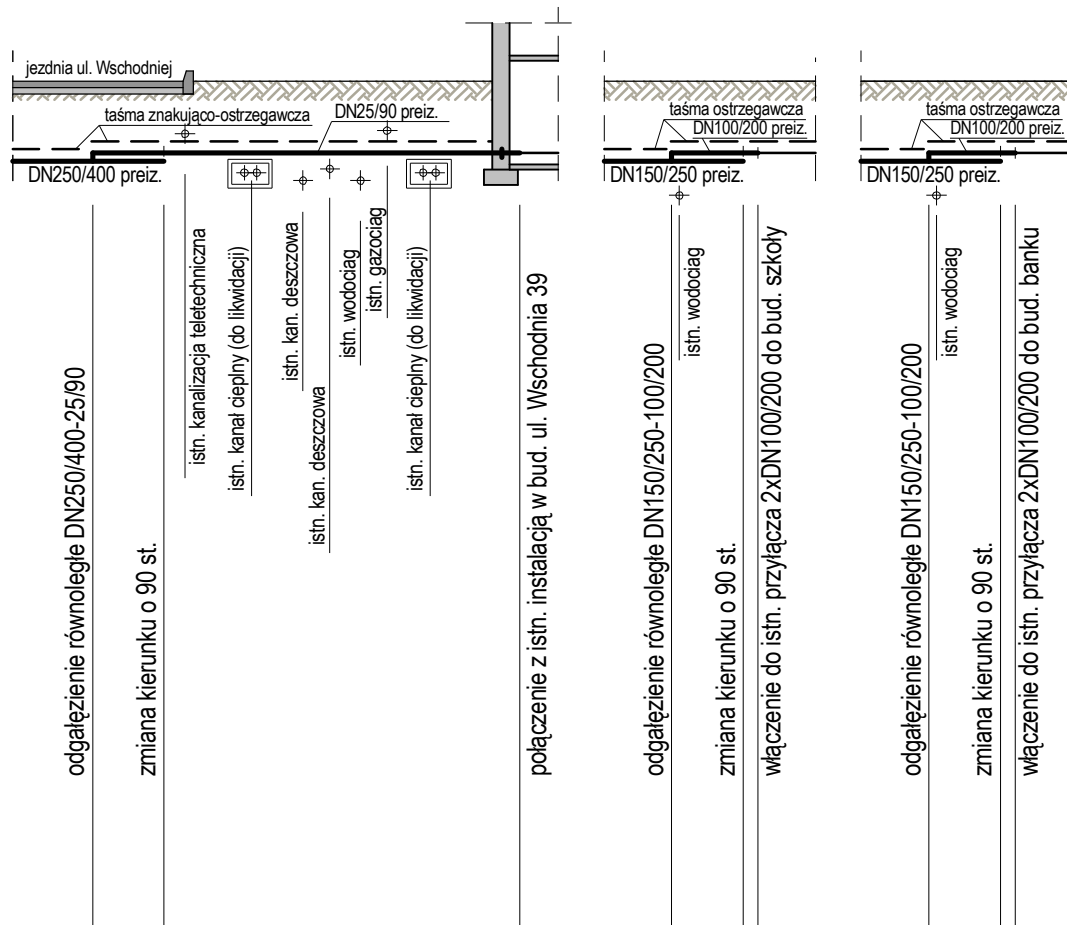 jezdnia ul. Wschodniej
taśma znakująco-ostrzegawcza
DN25/90 preiz.
DN250/400 preiz.
odgałęzienie równoległe DN250/400-25/90
zmiana kierunku o 90 st.
istn. kanalizacja teletechniczna
istn. kanał cieplny (do likwidacji)
istn. kan. deszczowa
istn. kan. deszczowa
istn. wodociag
istn. gazociag
istn. kanał cieplny (do likwidacji)
połączenie z istn. instalacją w bud. ul. Wschodnia 39
taśma ostrzegawcza
DN100/200 preiz.
DN150/250 preiz.
odgałęzienie równoległe DN150/250-100/200
istn. wodociag
zmiana kierunku o 90 st.
włączenie do istn. przyłącza 2xDN100/200 do bud. szkoły
taśma ostrzegawcza
DN100/200 preiz.
DN150/250 preiz.
odgałęzienie równoległe DN150/250-100/200
istn. wodociag
zmiana kierunku o 90 st.
włączenie do istn. przyłącza 2xDN100/200 do bud. banku